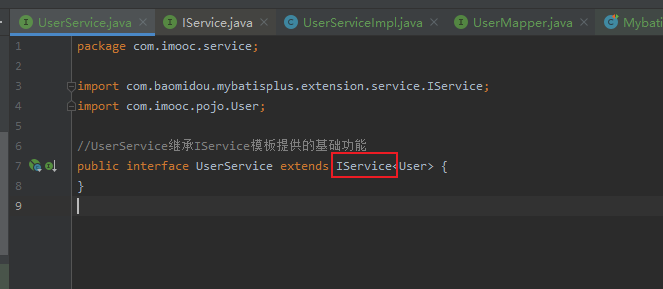 UserService.java IService.java UserServiceImpl.java UserMapper.java Mybati
1 package com.imooc.service;
2
3 import com.baomidou.mybatisplus.extension.service.IService;
4 import com.imooc.pojo.User;
5
6 //UserService继承IService模板提供的基础功能
7 public interface UserService extends IService<User> {
8 }
9